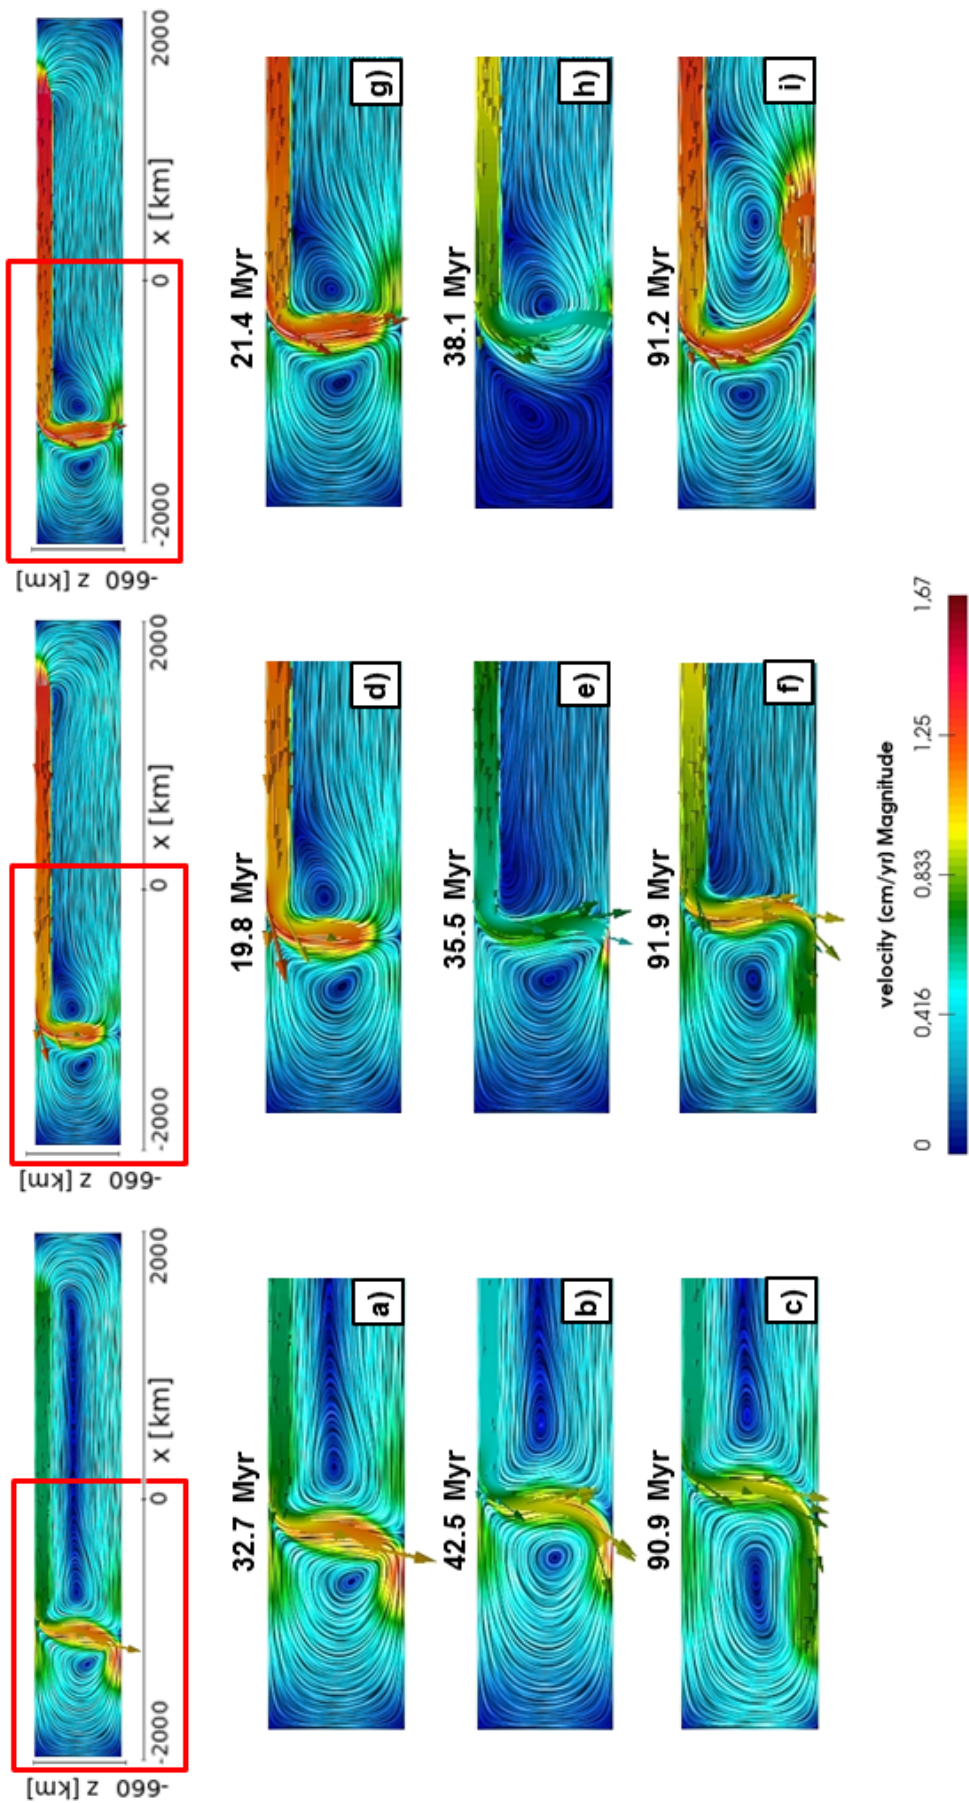 z [km]
-660
-2000 0 2000
x [km]
z [km]
-660
-2000 0 2000
x [km]
z [km]
-660
-2000 0 2000
x [km]
32.7 Myr
a)
19.8 Myr
d)
21.4 Myr
g)
42.5 Myr
b)
35.5 Myr
e)
38.1 Myr
h)
90.9 Myr
c)
91.9 Myr
f)
91.2 Myr
i)
velocity (cm/yr) Magnitude
0 0,416 0,833 1,25 1,67